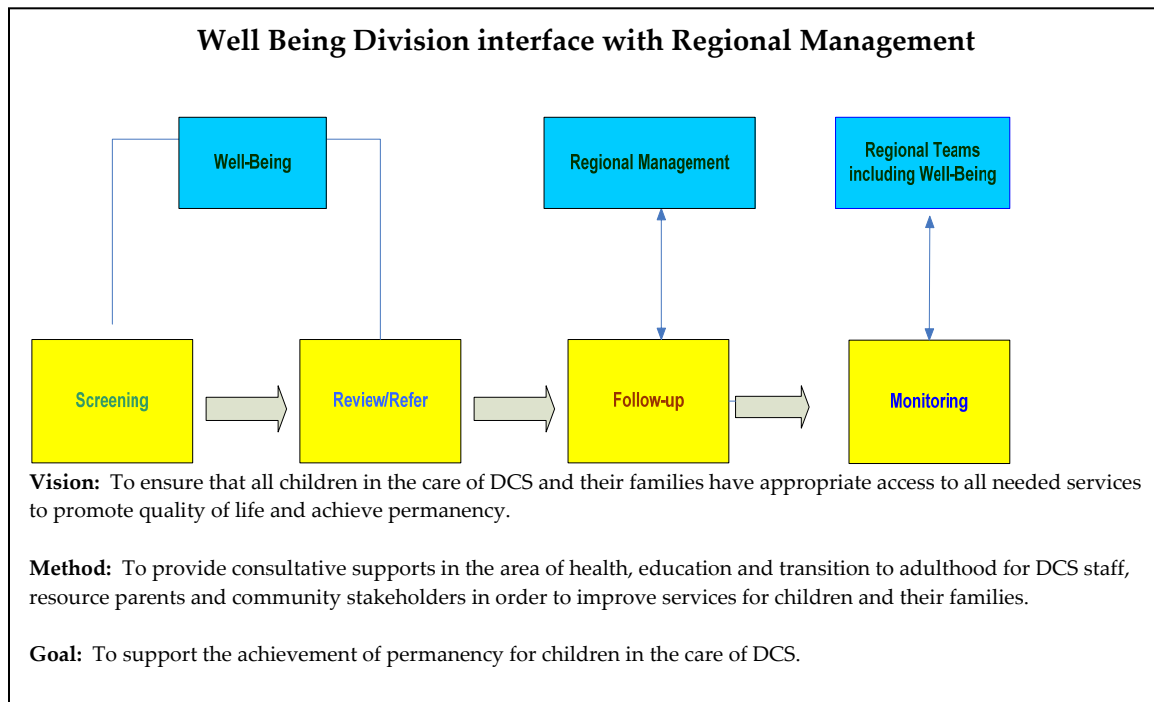 Well Being Division interface with Regional Management
Well-Being
Regional Management
Regional Teams
including Well-Being
Screening
Review/Refer
Follow-up
Monitoring
Vision: To ensure that all children in the care of DCS and their families have appropriate access to all needed services
to promote quality of life and achieve permanency.
Method: To provide consultative supports in the area of health, education and transition to adulthood for DCS staff,
resource parents and community stakeholders in order to improve services for children and their families.
Goal: To support the achievement of permanency for children in the care of DCS.